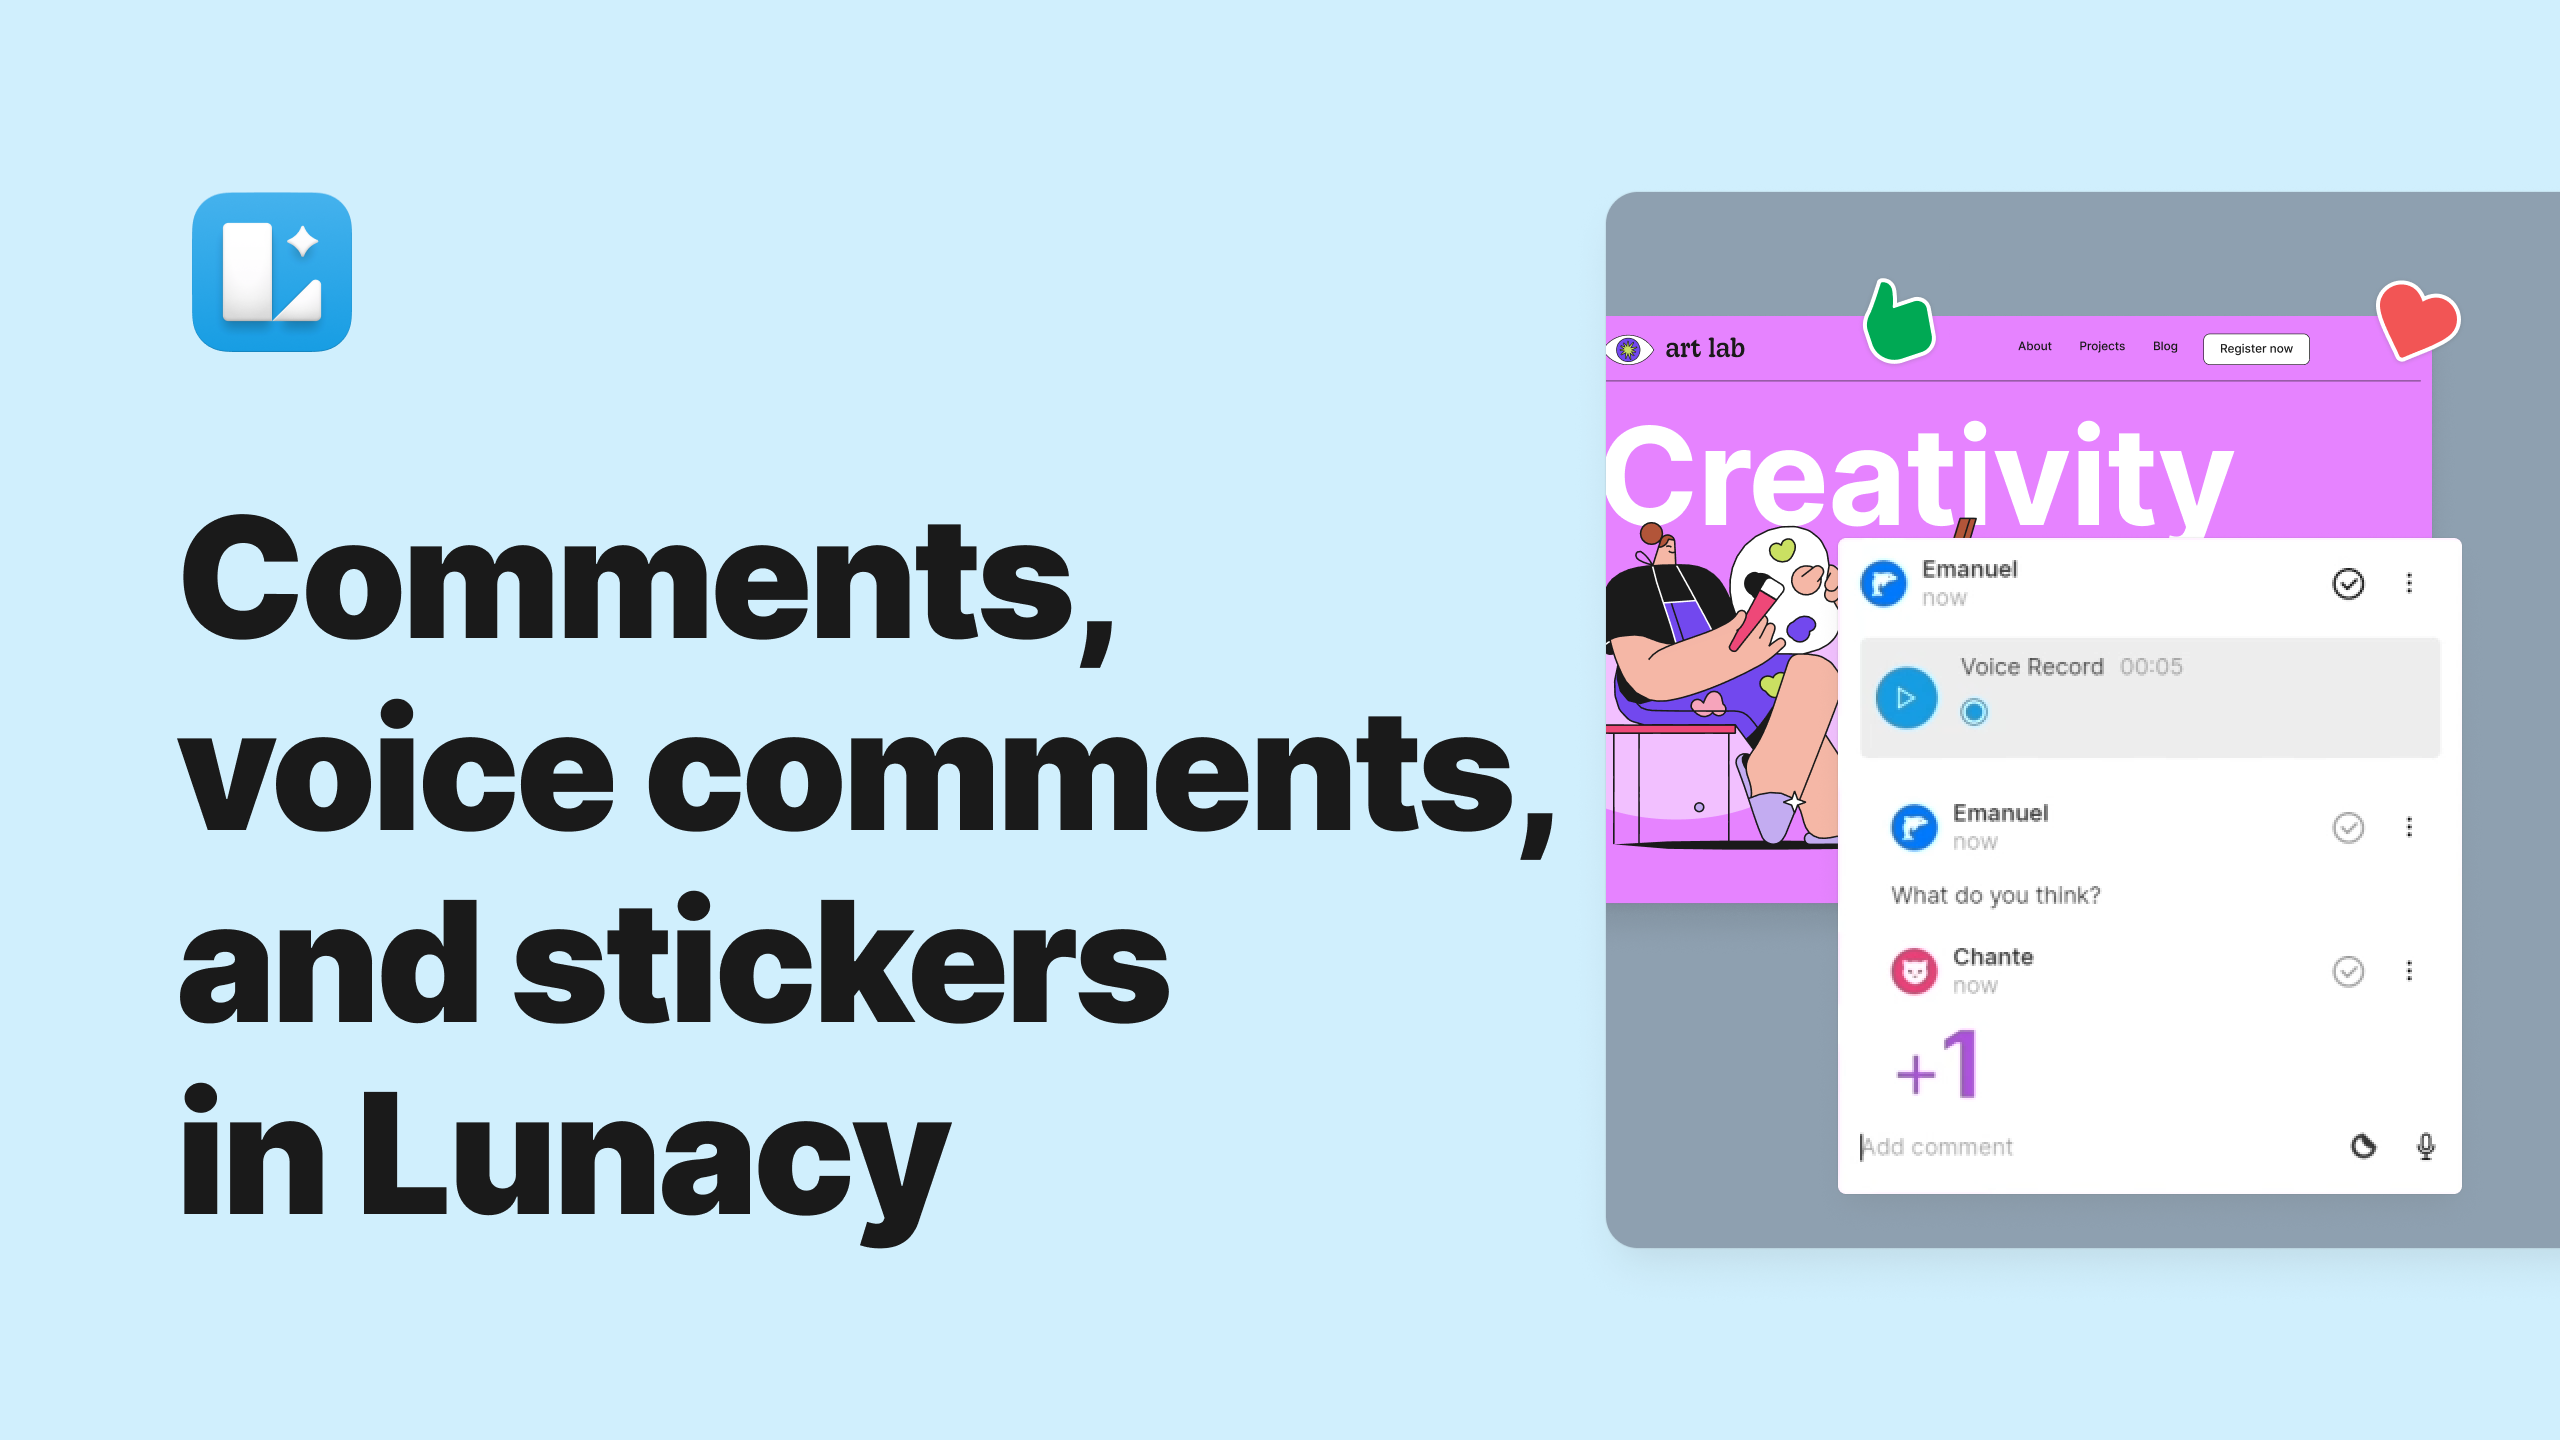 Comments,
voice comments,
and stickers
in Lunacy
art lab
About Projects Blog Register now
Creativity
Emanuel
now
Voice Record 00:05
Emanuel
now
What do you think?
Chante
now
+1
Add comment